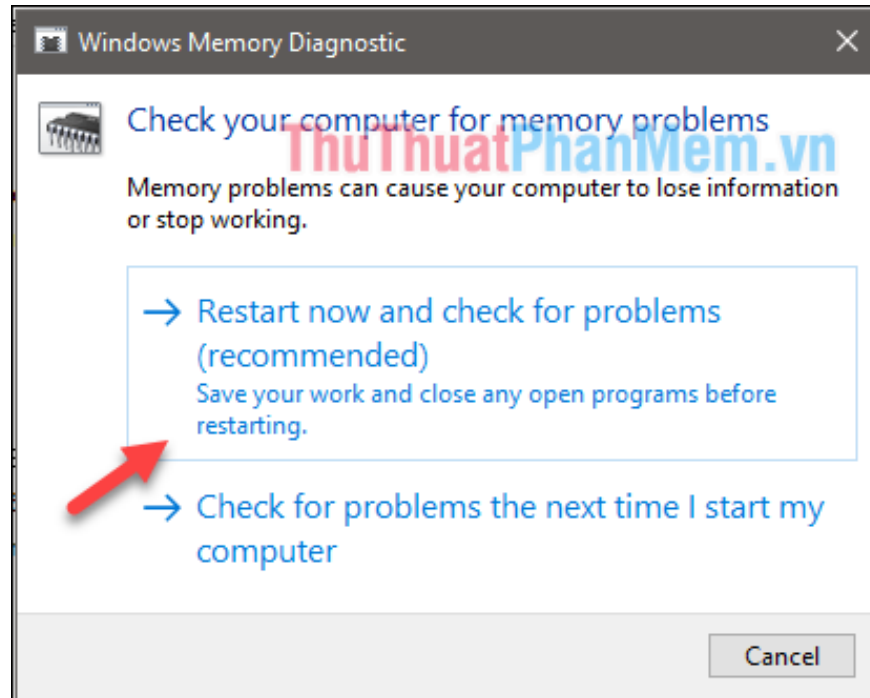 Windows Memory Diagnostic
Check your computer for memory problems
ThuThuatPhanMem.vn
Memory problems can cause your computer to lose information
or stop working.
Restart now and check for problems
(recommended)
Save your work and close any open programs before
restarting.
Check for problems the next time I start my
computer
Cancel